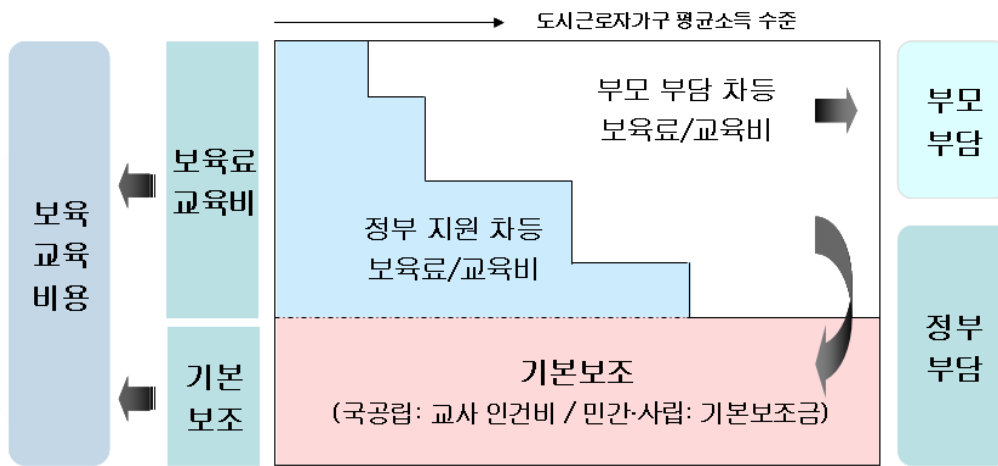 도시근로자가구 평균소득 수준
보육
교육
비용
보육료
교육비
기본
보조
부모 부담 차등
보육료/교육비
정부 지원 차등
보육료/교육비
기본보조
(국공립: 교사 인건비 / 민간·사립: 기본보조금)
부모
부담
정부
부담